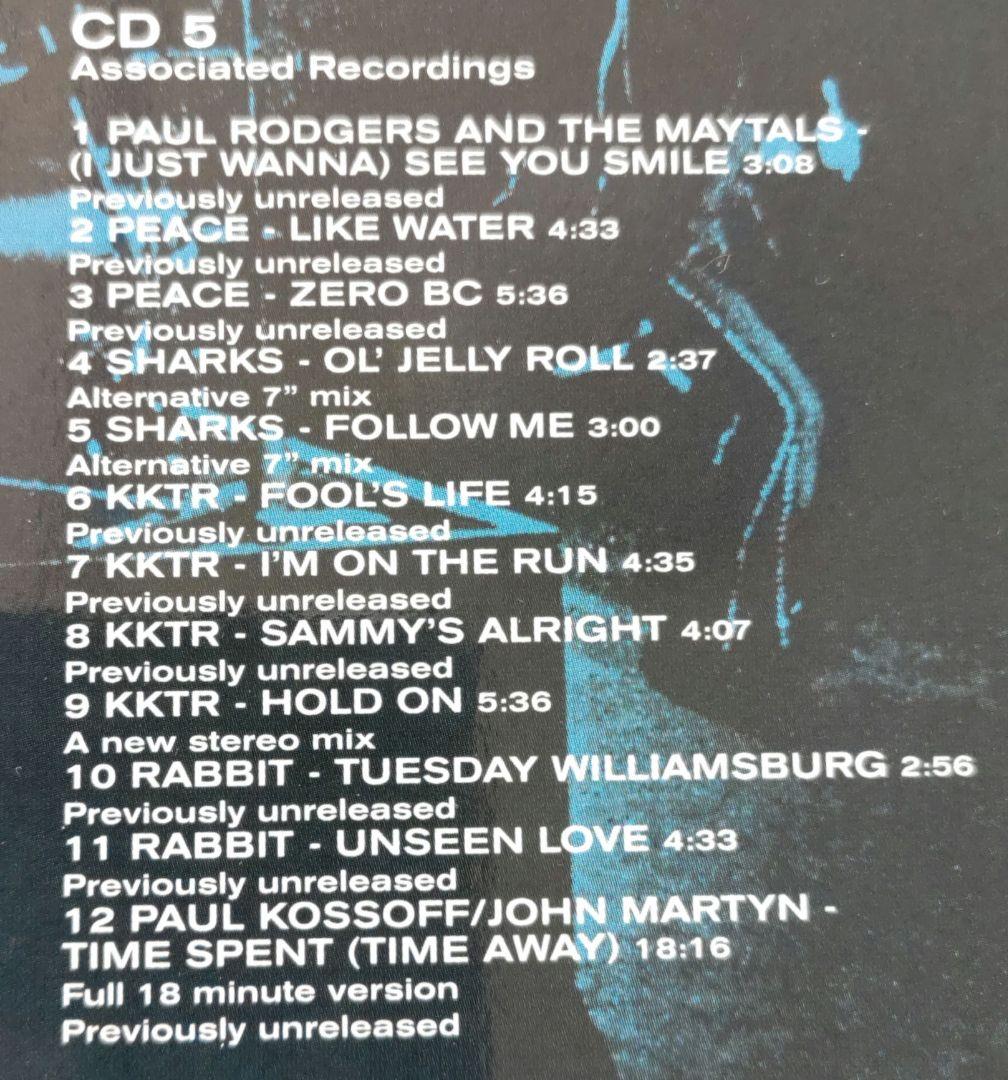 CD 5
Associated Recordings
1 PAUL RODGERS AND THE MAYTALS -
(I JUST WANNA) SEE YOU SMILE 3:08
Previously unreleased
2 PEACE - LIKE WATER 4:33
Previously unreleased
3 PEACE - ZERO BC 5:36
Previously unreleased
4 SHARKS - OL' JELLY ROLL 2:37
Alternative 7” mix
5 SHARKS - FOLLOW ME 3:00
Alternative 7” mix
6 KKTR - FOOL'S LIFE 4:15
Previously unreleased
7 KKTR - I'M ON THE RUN 4:35
Previously unreleased
8 KKTR - SAMMY'S ALRIGHT 4:07
Previously unreleased
9 KKTR - HOLD ON 5:36
A new stereo mix
10 RABBIT - TUESDAY WILLIAMSBURG 2:56
Previously unreleased
11 RABBIT - UNSEEN LOVE 4:33
Previously unreleased
12 PAUL KOSSOFF/JOHN MARTYN -
TIME SPENT (TIME AWAY) 18:16
Full 18 minute version
Previously unreleased